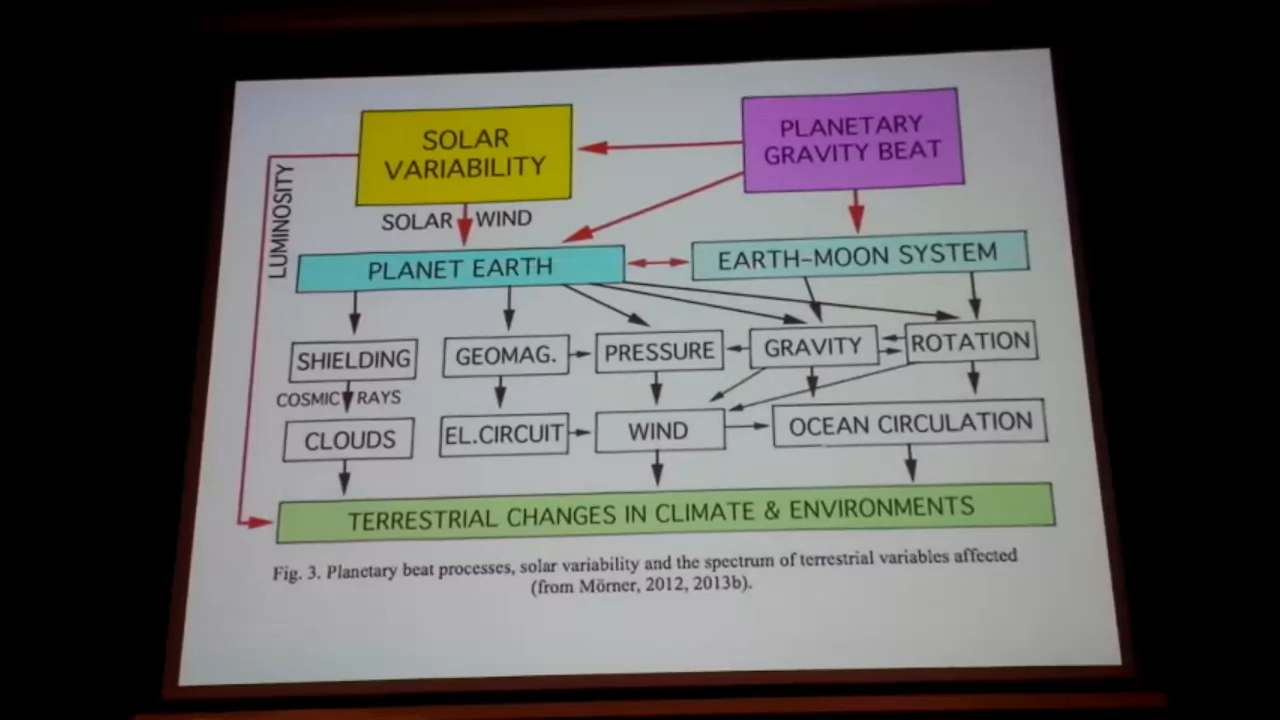 SOLAR
VARIABILITY
PLANETARY
GRAVITY BEAT
LUMINOSITY
SOLAR WIND
PLANET EARTH
EARTH-MOON SYSTEM
SHIELDING
GEOMAG.
PRESSURE
GRAVITY
ROTATION
COSMIC RAYS
CLOUDS
EL.CIRCUIT
WIND
OCEAN CIRCULATION
TERRESTRIAL CHANGES IN CLIMATE & ENVIRONMENTS
Fig. 3. Planetary beat processes, solar variability and the spectrum of terrestrial variables affected
(from Mörner, 2012, 2013b).